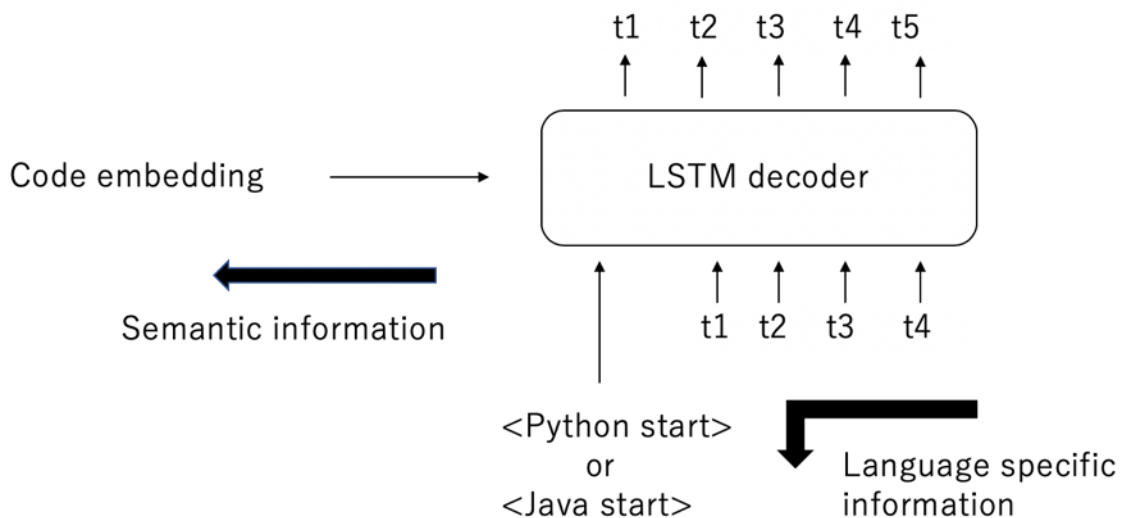 t1 t2 t3 t4 t5
Code embedding
LSTM decoder
Semantic information
t1 t2 t3 t4
<Python start>
or
<Java start>
Language specific
information